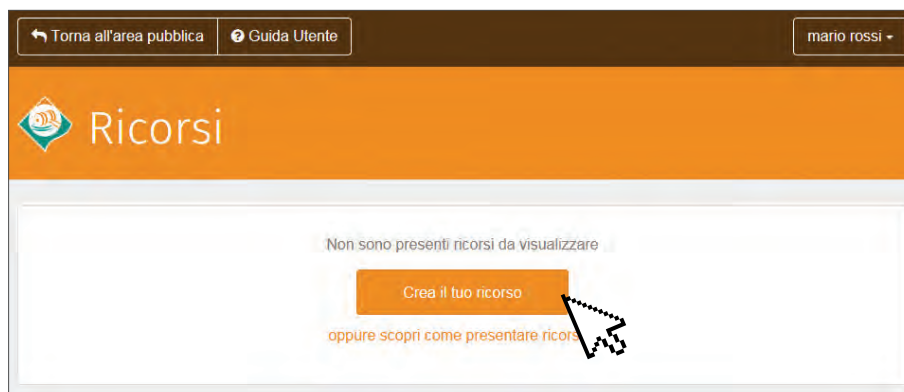 Torna all'area pubblica Guida Utente mario rossi
Ricorsi
Non sono presenti ricorsi da visualizzare
Crea il tuo ricorso
oppure scopri come presentare ricors